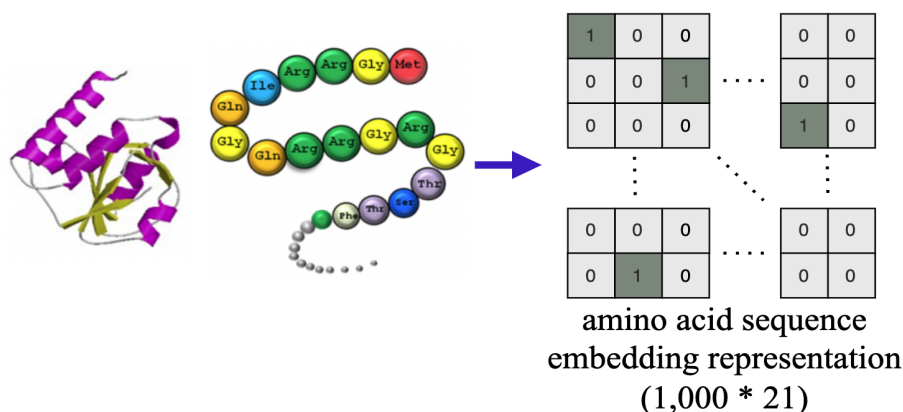 Met Gly Arg Arg Ile Gln
Gly Gln Arg Arg Gly Arg Gly
Thr Ser Thr Phe
1 0 0 0 0
0 0 1 0 0
0 0 0 1 0
0 0 0 0 0
0 1 0 0 0
amino acid sequence
embedding representation
(1,000 * 21)